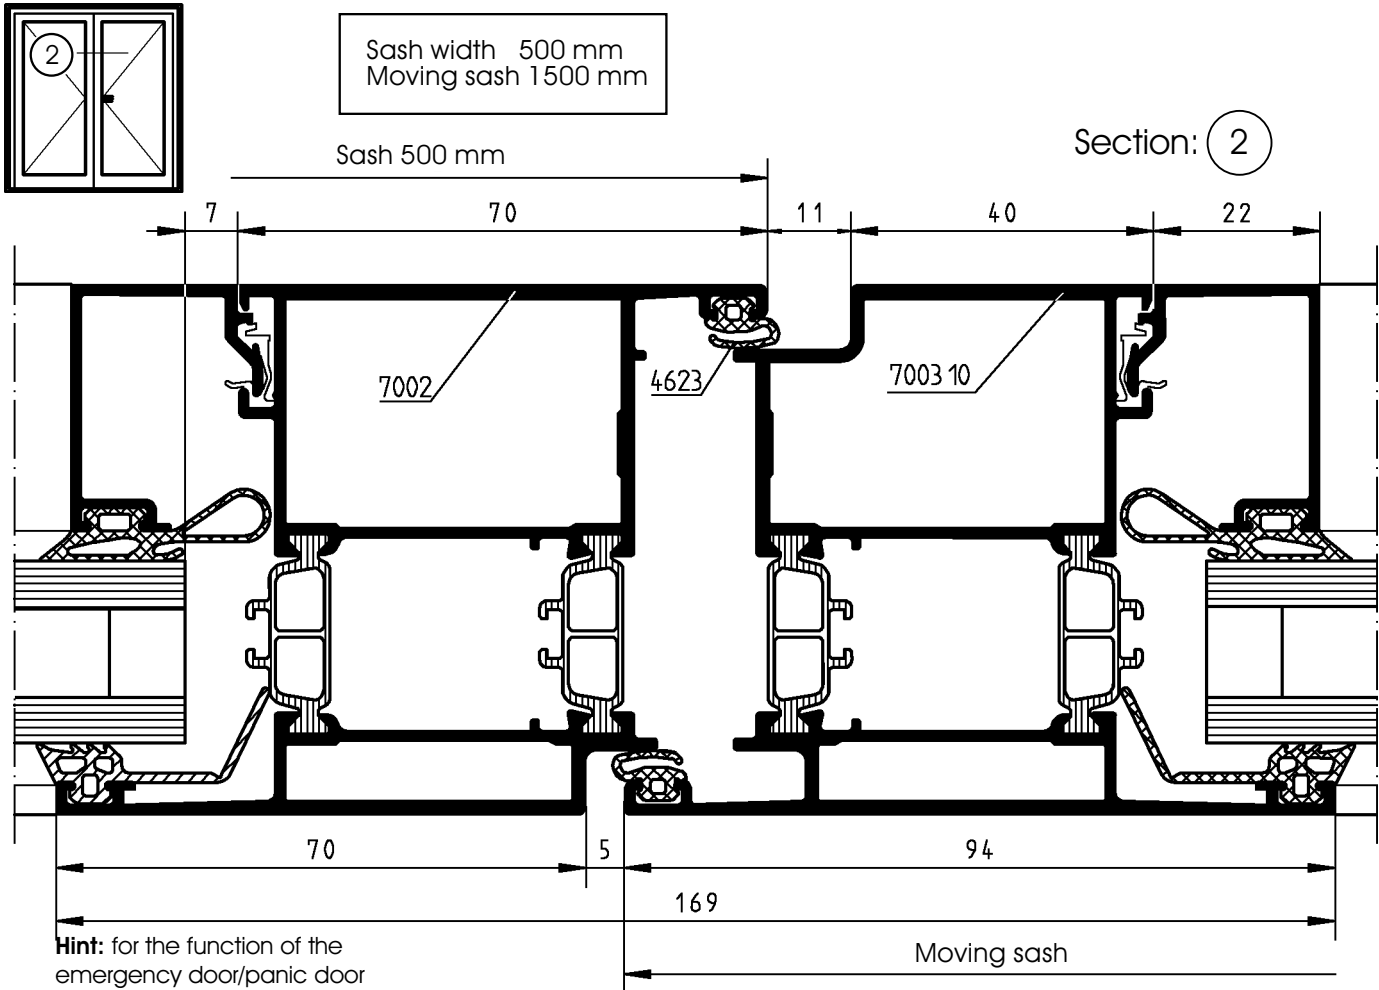 2
Sash width 500 mm
Moving sash 1500 mm
Section: 2
Sash 500 mm
7 70 11 40 22
7002
4623
7003 10
70 5 94
169
Hint: for the function of the
emergency door/panic door
Moving sash